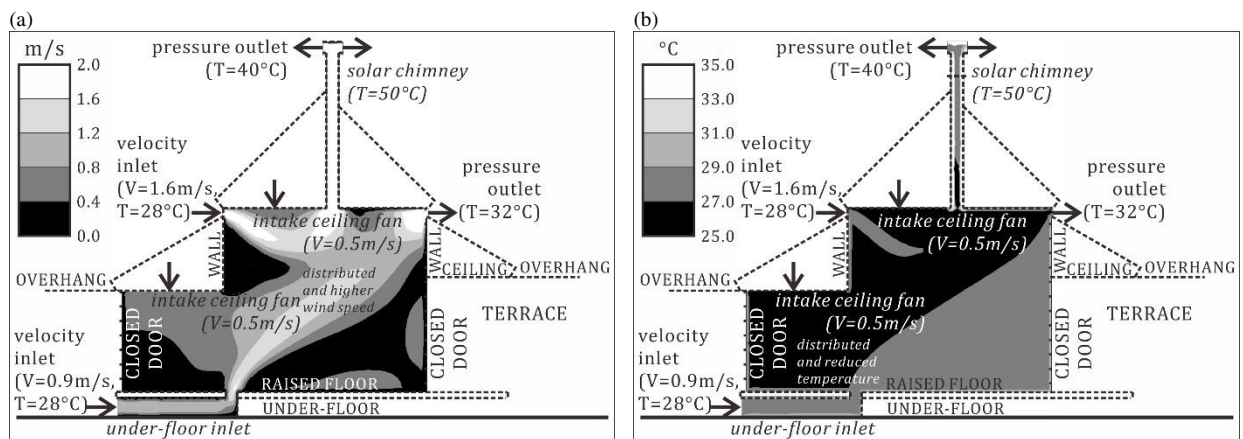 (a)
m/s
2.0
1.6
1.2
0.8
0.4
0.0
pressure outlet
(T=40°C)
solar chimney
(T=50°C)
velocity
inlet
(V=1.6m/s,
T=28°C)
pressure
outlet
(T=32°C)
intake ceiling fan
(V=0.5m/s)
WALL
WALL
CEILING
OVERHANG
OVERHANG
distributed
and higher
wind speed
intake ceiling fan
(V=0.5m/s)
TERRACE
velocity
inlet
(V=0.9m/s,
T=28°C)
CLOSED
DOOR
CLOSED
DOOR
RAISED FLOOR
UNDER-FLOOR
under-floor inlet
(b)
°C
35.0
33.0
31.0
29.0
27.0
25.0
pressure outlet
(T=40°C)
solar chimney
(T=50°C)
velocity
inlet
(V=1.6m/s,
T=28°C)
pressure
outlet
(T=32°C)
intake ceiling fan
(V=0.5m/s)
WALL
WALL
CEILING
OVERHANG
OVERHANG
intake ceiling fan
(V=0.5m/s)
TERRACE
velocity
inlet
(V=0.9m/s,
T=28°C)
CLOSED
DOOR
CLOSED
DOOR
distributed
and reduced
temperature
RAISED FLOOR
UNDER-FLOOR
under-floor inlet